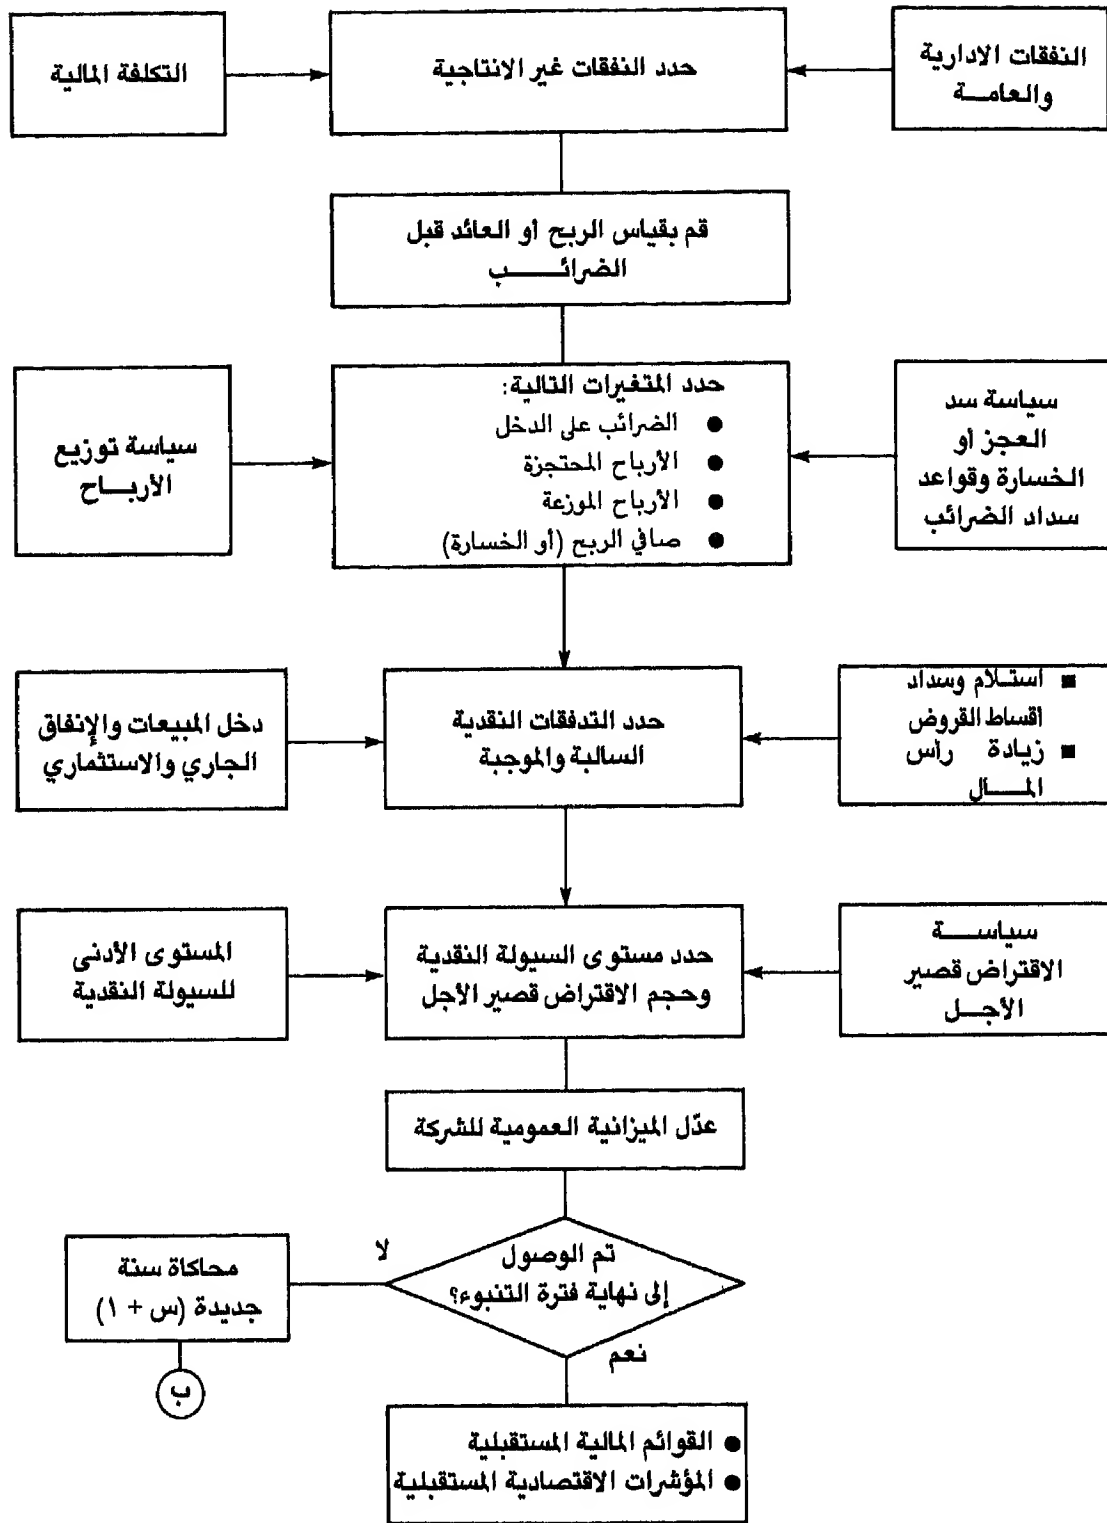 النفقات الادارية
والعامــة
حدد النفقات غير الانتاجية
التكلفة المالية
قم بقياس الربح أو العائد قبل
الضرائـــــب
سياسة سد
العجز أو
الخسارة وقواعد
سداد الضرائب
حدد المتغيرات التالية:
● الضرائب على الدخل
● الأرباح المحتجزة
● الأرباح الموزعة
● صافي الربح (أو الخسارة)
سياسة توزيع
الأربــاح
■ استـلام وسداد
اقساط القروض
■ زيادة راس
المــــال
حدد التدفقات النقدية
السالبة والموجبة
دخل المبيعات والإنفاق
الجاري والاستثماري
سياســـة
الاقتراض قصير
الأجــل
حدد مستوى السيولة النقدية
وحجم الاقتراض قصير الأجل
المستوى الأدنى
للسيولة النقدية
عدّل الميزانية العمومية للشركة
تم الوصول
إلى نهاية فترة التنبوء؟
لا
محاكاة سنة
جديدة (س + ١)
ب
نعم
● القوائم المالية المستقبلية
● المؤشرات الاقتصادية المستقبلية